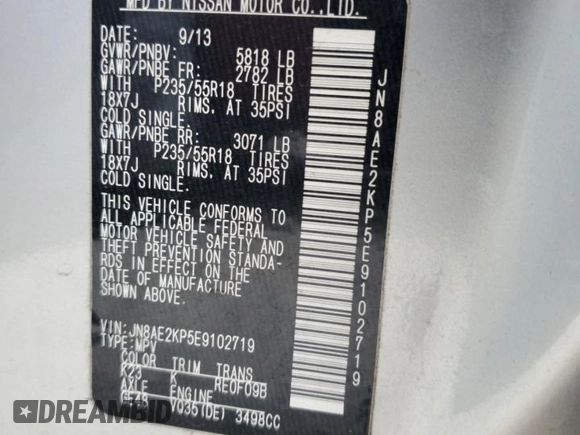 MFD BY NISSAN MOTOR CO.,LTD.
DATE: 9/13
GVWR/PNBV: 5818 LB
GAWR/PNBE FR: 2782 LB
WITH P235/55R18 TIRES
18X7J RIMS, AT 35PSI
COLD SINGLE.
GAWR/PNBE RR: 3071 LB
WITH P235/55R18 TIRES
18X7J RIMS, AT 35PSI
COLD SINGLE.
THIS VEHICLE CONFORMS TO
ALL APPLICABLE FEDERAL
MOTOR VEHICLE SAFETY AND
THEFT PREVENTION STANDA-
RDS IN EFFECT ON THE
DATE OF MANUFACTURE
SHOWN ABOVE.
VIN: JN8AE2KP5E9102719
TYPE: MPV
COLOR TRIM TRANS
K23 K RE0F09B
AXLE ENGINE
VQ35(DE) 3498CC
JN8AE2KP5E9102719
DREAMBID